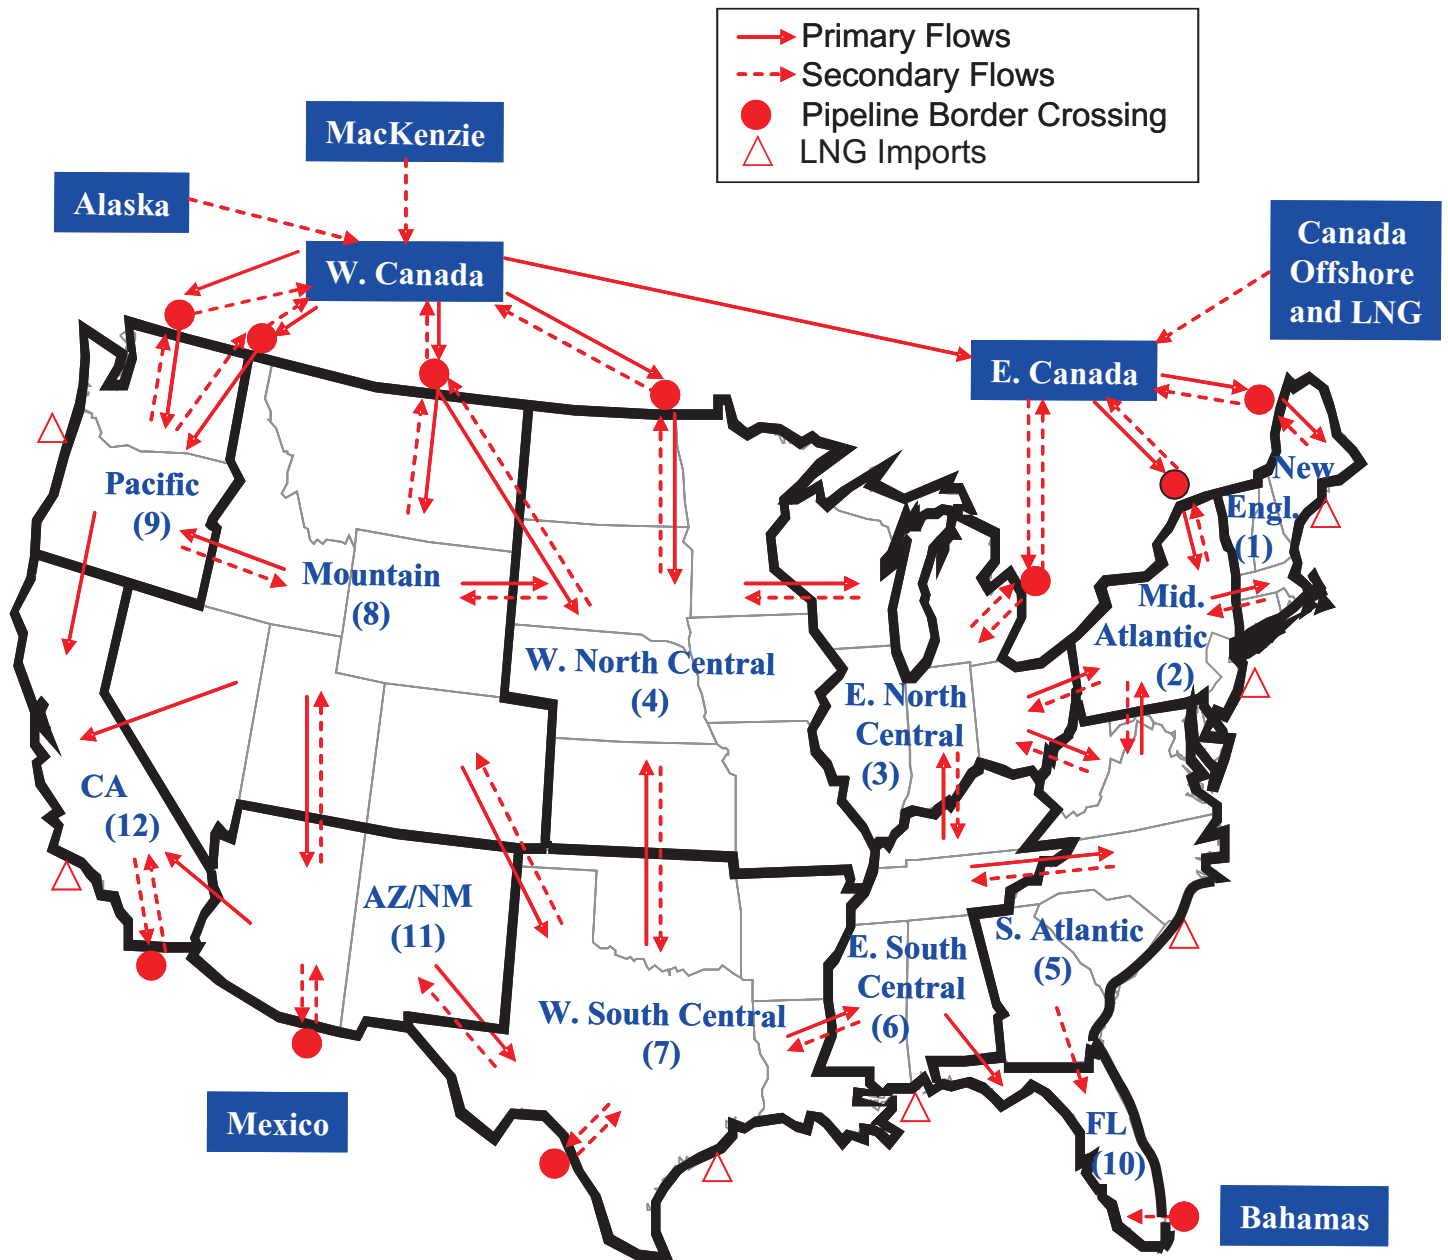 Primary Flows
Secondary Flows
Pipeline Border Crossing
LNG Imports
MacKenzie
Alaska
W. Canada
Canada
Offshore
and LNG
E. Canada
New
Engl.
(1)
Pacific
(9)
Mountain
(8)
Mid.
Atlantic
(2)
W. North Central
(4)
E. North
Central
(3)
CA
(12)
AZ/NM
(11)
E. South
Central
(6)
S. Atlantic
(5)
W. South Central
(7)
Mexico
FL
(10)
Bahamas